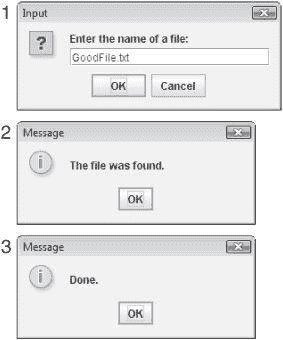 1
Input
?
Enter the name of a file:
GoodFile.txt
OK Cancel
2
Message
i
The file was found.
OK
3
Message
i
Done.
OK